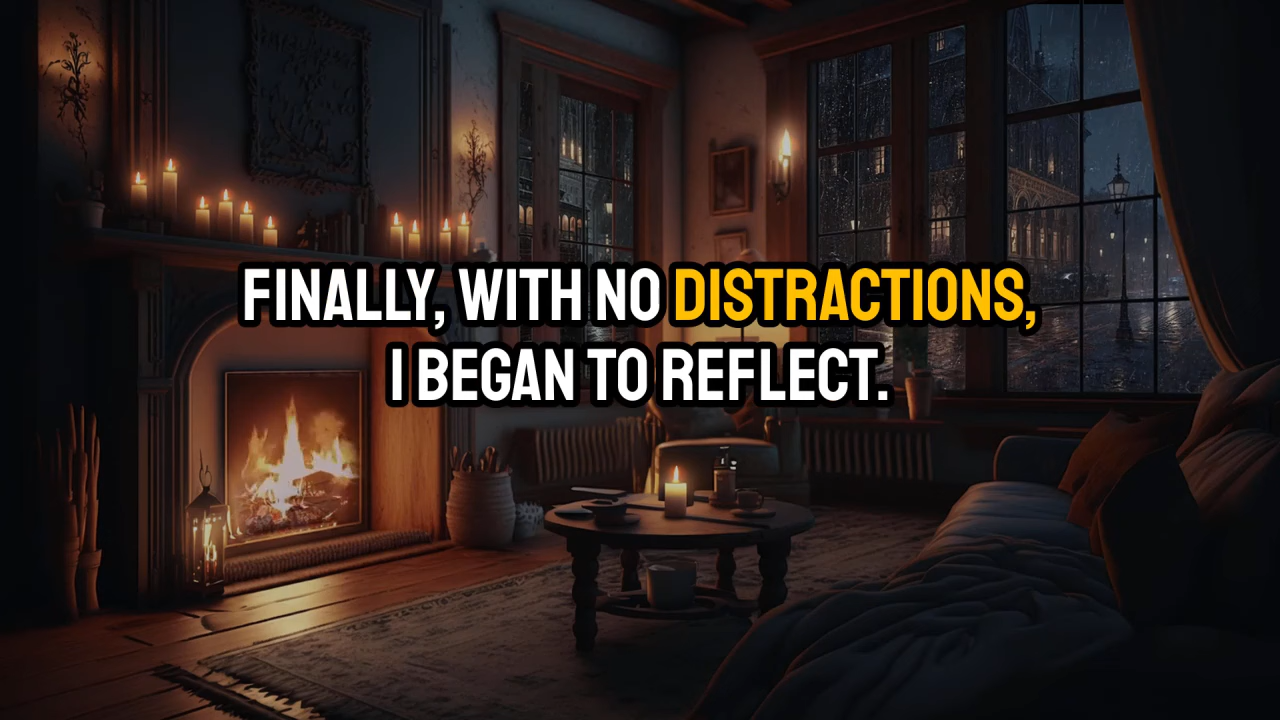 FINALLY, WITH NO DISTRACTIONS,
I BEGAN TO REFLECT.